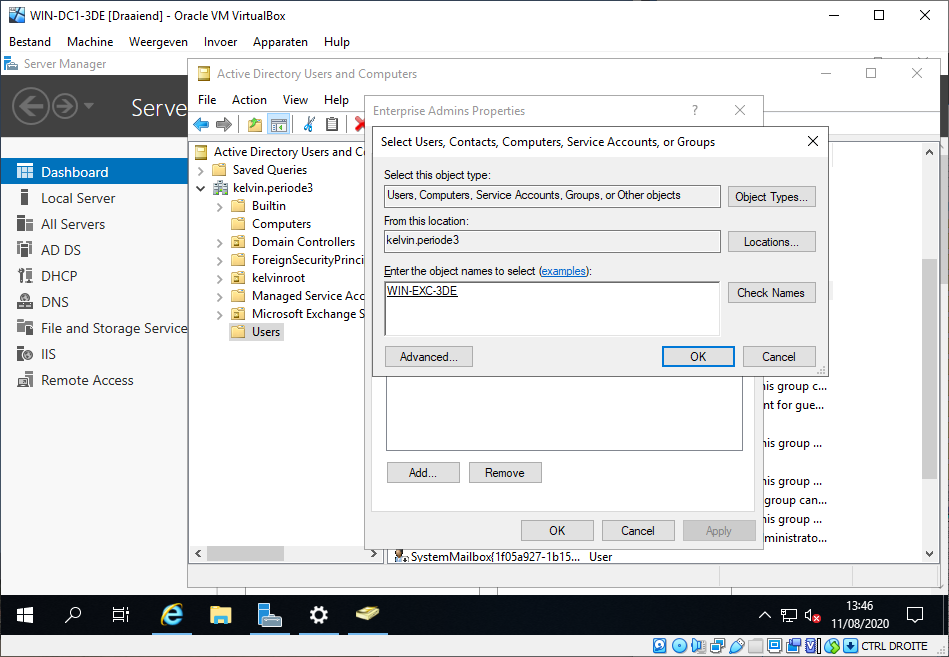 WIN-DC1-3DE [Draaiend] - Oracle VM VirtualBox
Bestand Machine Weergeven Invoer Apparaten Hulp
Server Manager
Active Directory Users and Computers
Serve
File Action View Help
Enterprise Admins Properties
Select Users, Contacts, Computers, Service Accounts, or Groups
Active Directory Users and C
Saved Queries
kelvin.periode3
Builtin
Computers
Domain Controllers
ForeignSecurityPrinci
kelvinroot
Managed Service Acc
Microsoft Exchange S
Users
Dashboard
Local Server
All Servers
AD DS
DHCP
DNS
File and Storage Service
IIS
Remote Access
Select this object type:
Users, Computers, Service Accounts, Groups, or Other objects
Object Types...
From this location:
kelvin.periode3
Locations...
Enter the object names to select (examples):
WIN-EXC-3DE
Check Names
Advanced...
OK
Cancel
his group c...
nt for gue...
his group ...
his group ...
group can...
his group ...
ministrato...
Add...
Remove
OK
Cancel
Apply
SystemMailbox{1f05a927-1b15... User
13:46
11/08/2020
CTRL DROITE